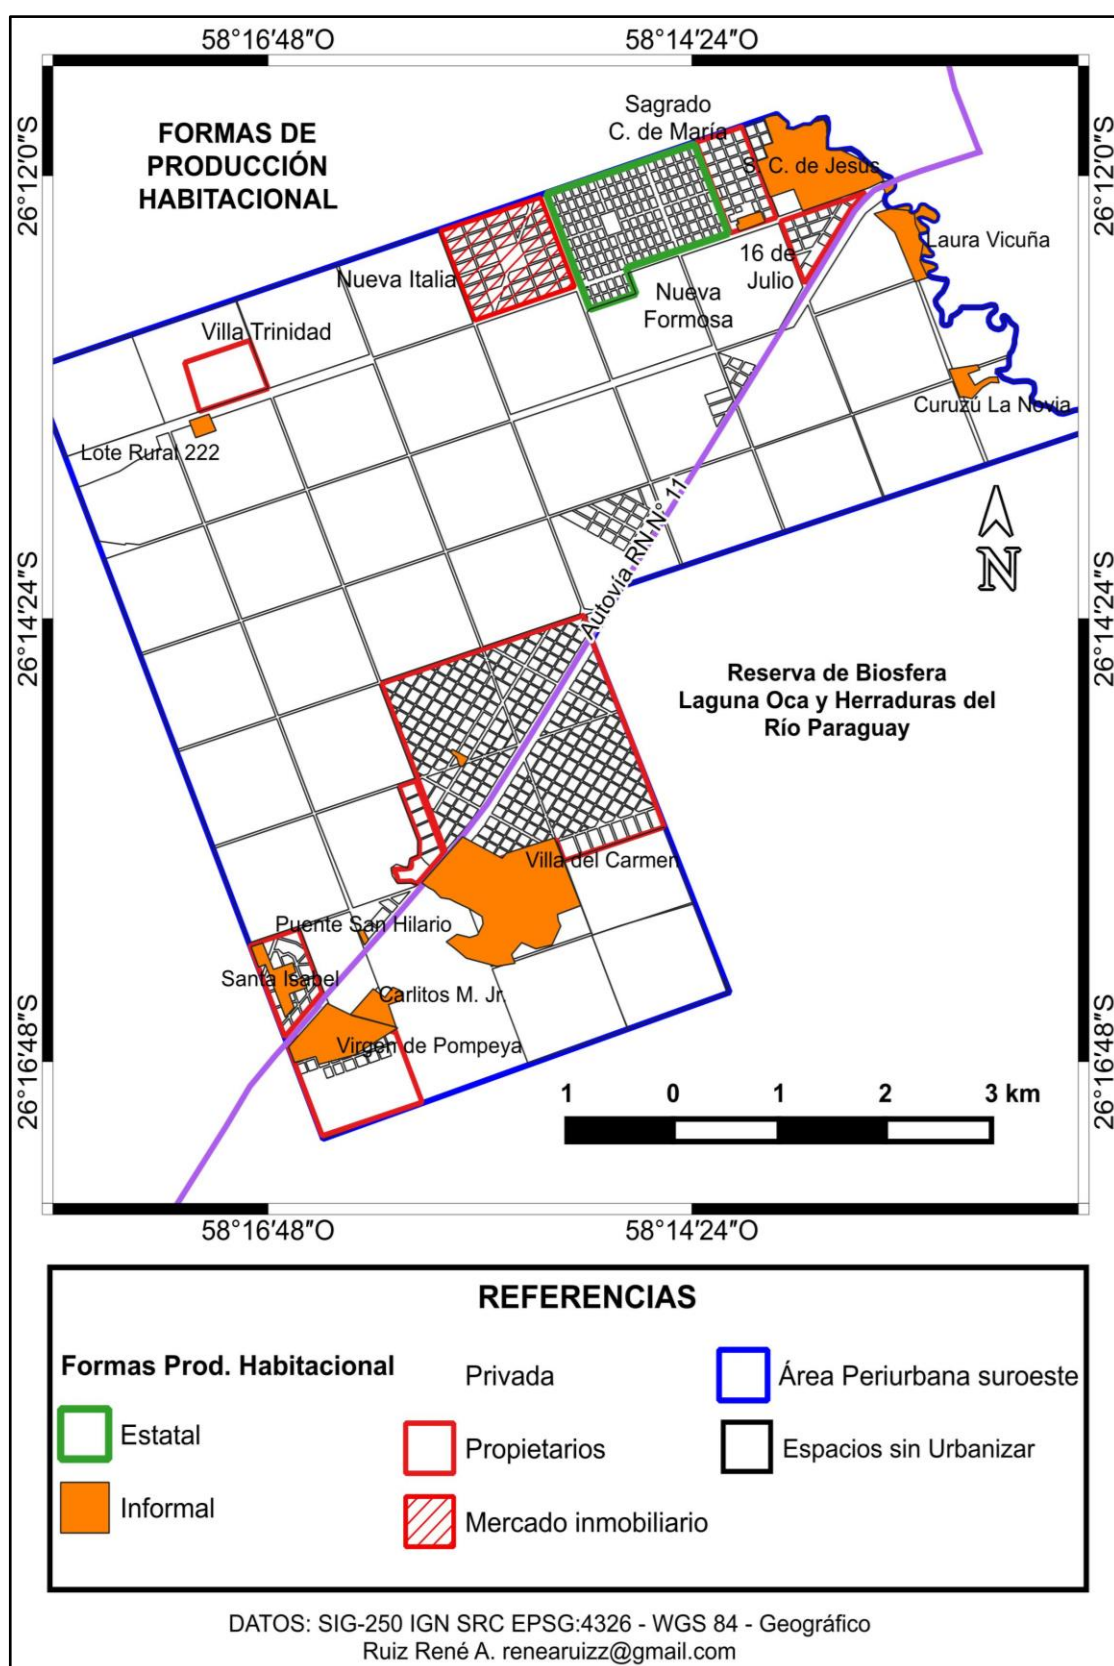 58°16′48″O
58°14′24″O
26°12′0″S
26°12′0″S
FORMAS DE
PRODUCCIÓN
HABITACIONAL
Sagrado
C. de María
S. C. de Jesús
Laura Vicuña
16 de
Julio
Nueva Italia
Nueva
Formosa
Villa Trinidad
Curuzú La Novia
Lote Rural 222
Autovía RN N° 11
N
26°14′24″S
26°14′24″S
Reserva de Biosfera
Laguna Oca y Herraduras del
Río Paraguay
Villa del Carmen
Puente San Hilario
Santa Isabel
Carlitos M. Jr.
Virgen de Pompeya
26°16′48″S
26°16′48″S
1 0 1 2 3 km
58°16′48″O
58°14′24″O
REFERENCIAS
Formas Prod. Habitacional
Estatal
Informal
Privada
Propietarios
Mercado inmobiliario
Área Periurbana suroeste
Espacios sin Urbanizar
DATOS: SIG-250 IGN SRC EPSG:4326 - WGS 84 - Geográfico
Ruiz René A. renearuizz@gmail.com